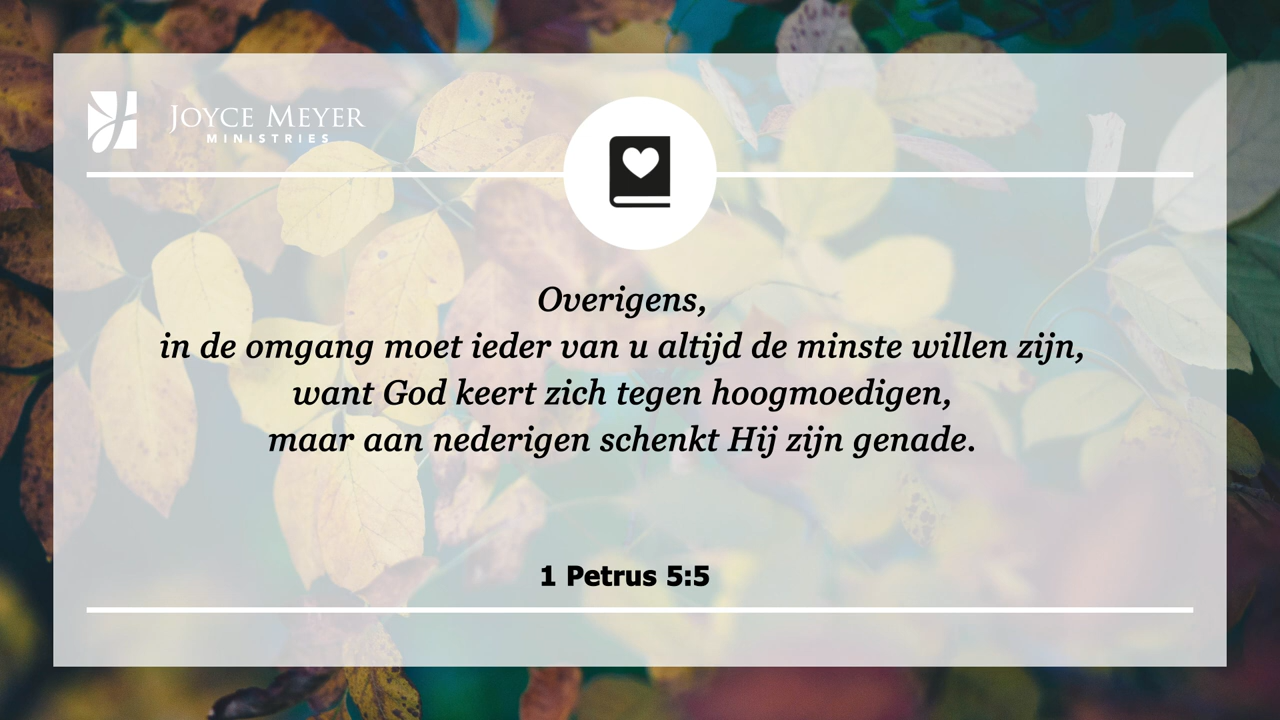 JOYCE MEYER
MINISTRIES
Overigens,
in de omgang moet ieder van u altijd de minste willen zijn,
want God keert zich tegen hoogmoedigen,
maar aan nederigen schenkt Hij zijn genade.
1 Petrus 5:5